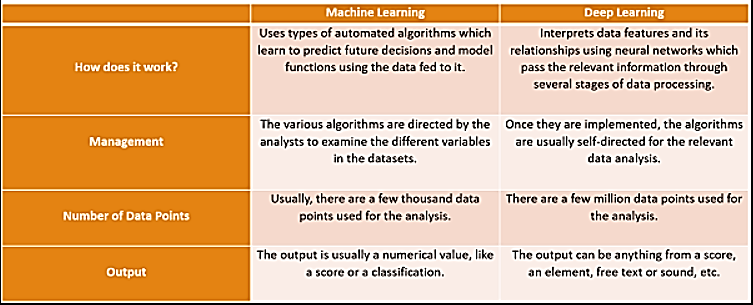 Machine Learning
Deep Learning
How does it work?
Uses types of automated algorithms which
learn to predict future decisions and model
functions using the data fed to it.
Interprets data features and its
relationships using neural networks which
pass the relevant information through
several stages of data processing.
Management
The various algorithms are directed by the
analysts to examine the different variables
in the datasets.
Once they are implemented, the algorithms
are usually self-directed for the relevant
data analysis.
Number of Data Points
Usually, there are a few thousand data
points used for the analysis.
There are a few million data points used for
the analysis.
Output
The output is usually a numerical value, like
a score or a classification.
The output can be anything from a score,
an element, free text or sound, etc.